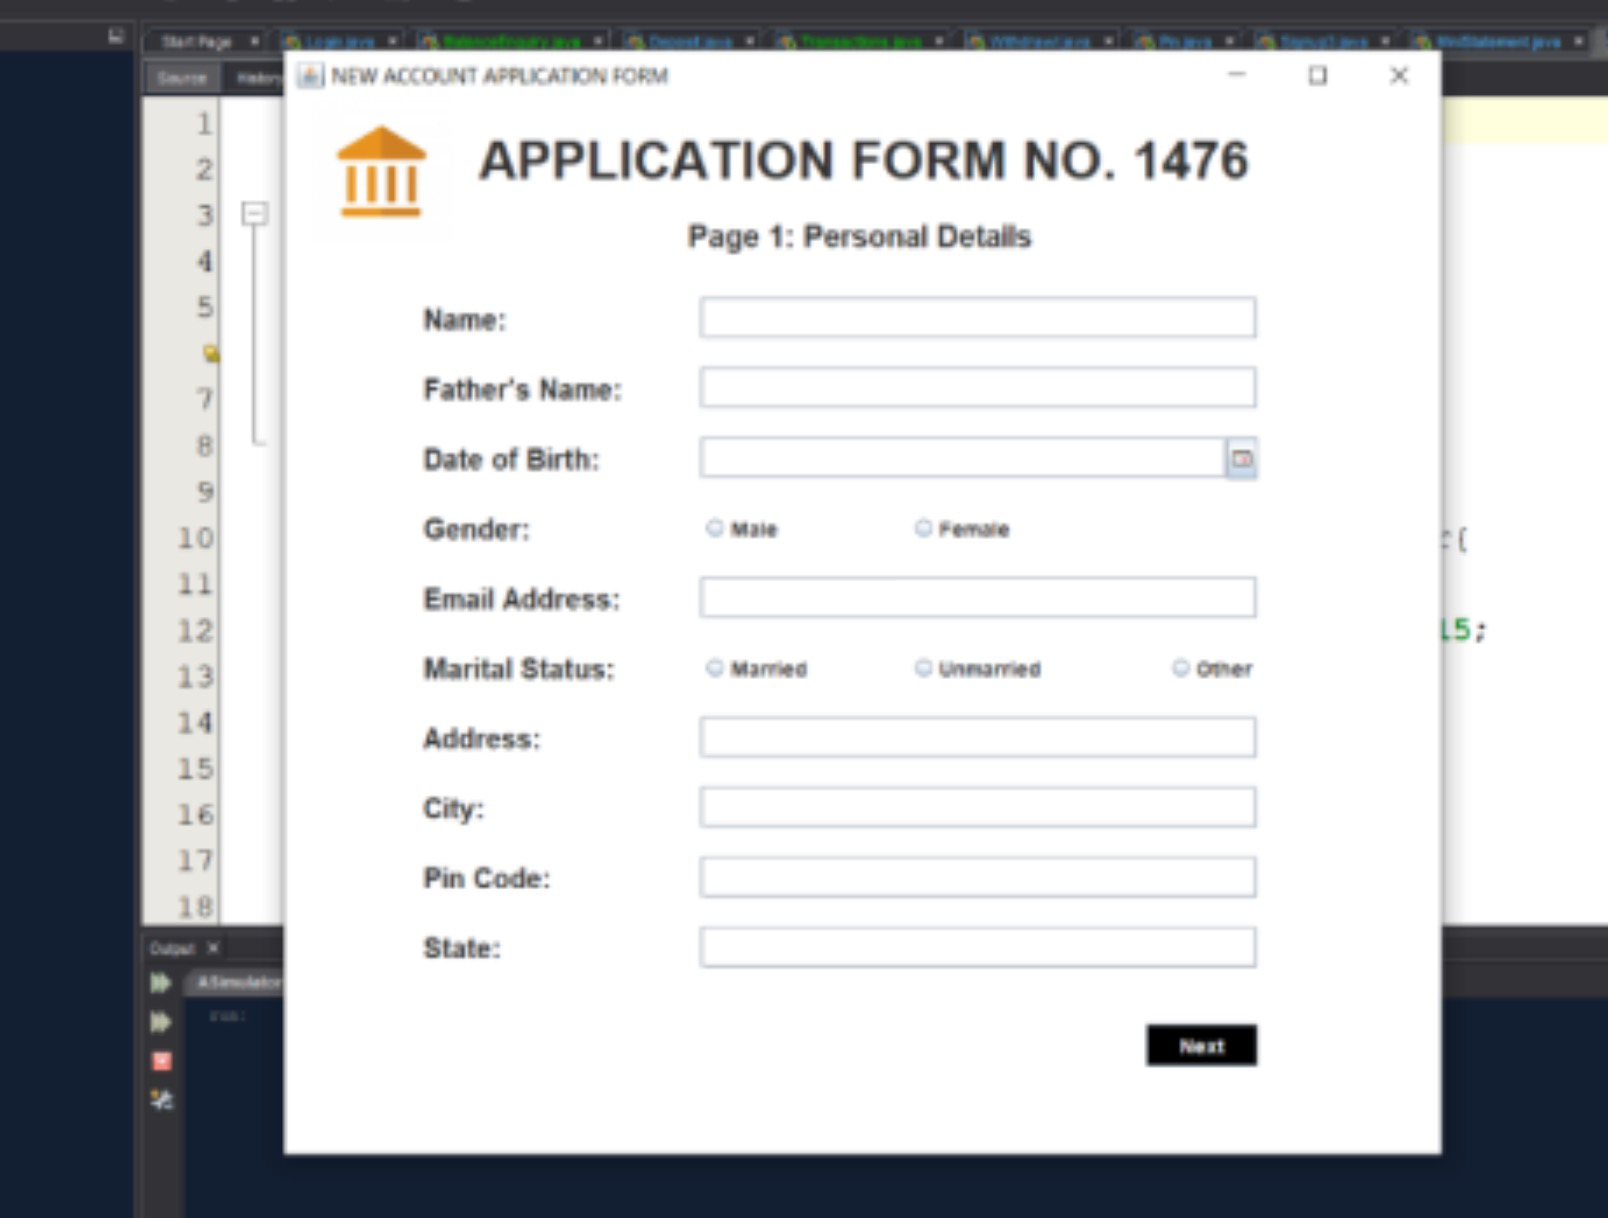 Start Page Login.java BalanceEnquiry.java Deposit.java Transactions.java Withdrawl.java Pin.java Signup3.java MiniStatement.java
Source History
NEW ACCOUNT APPLICATION FORM
APPLICATION FORM NO. 1476
Page 1: Personal Details
Name:
Father's Name:
Date of Birth:
Gender: Male Female
Email Address:
Marital Status: Married Unmarried Other
Address:
City:
Pin Code:
State:
Next
1
2
3
4
5
7
8
9
10
11
12
13
14
15
16
17
18
{
15;
Output
ASimulator
run: